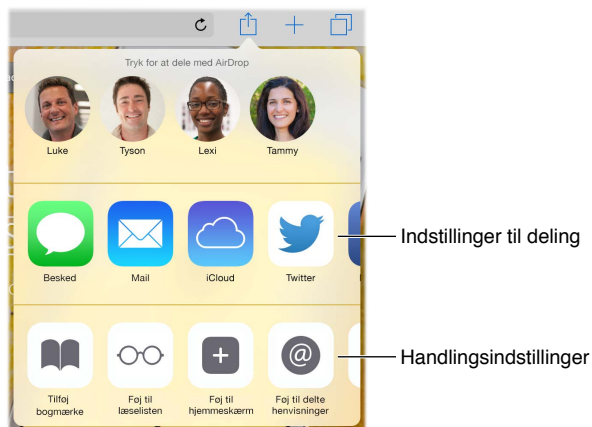 Tryk for at dele med AirDrop
Luke
Tyson
Lexi
Tammy
Besked
Mail
iCloud
Twitter
Indstillinger til deling
Tilføj
bogmærke
Føj til
læselisten
Føj til
hjemmeskærm
Føj til delte
henvisninger
Handlingsindstillinger